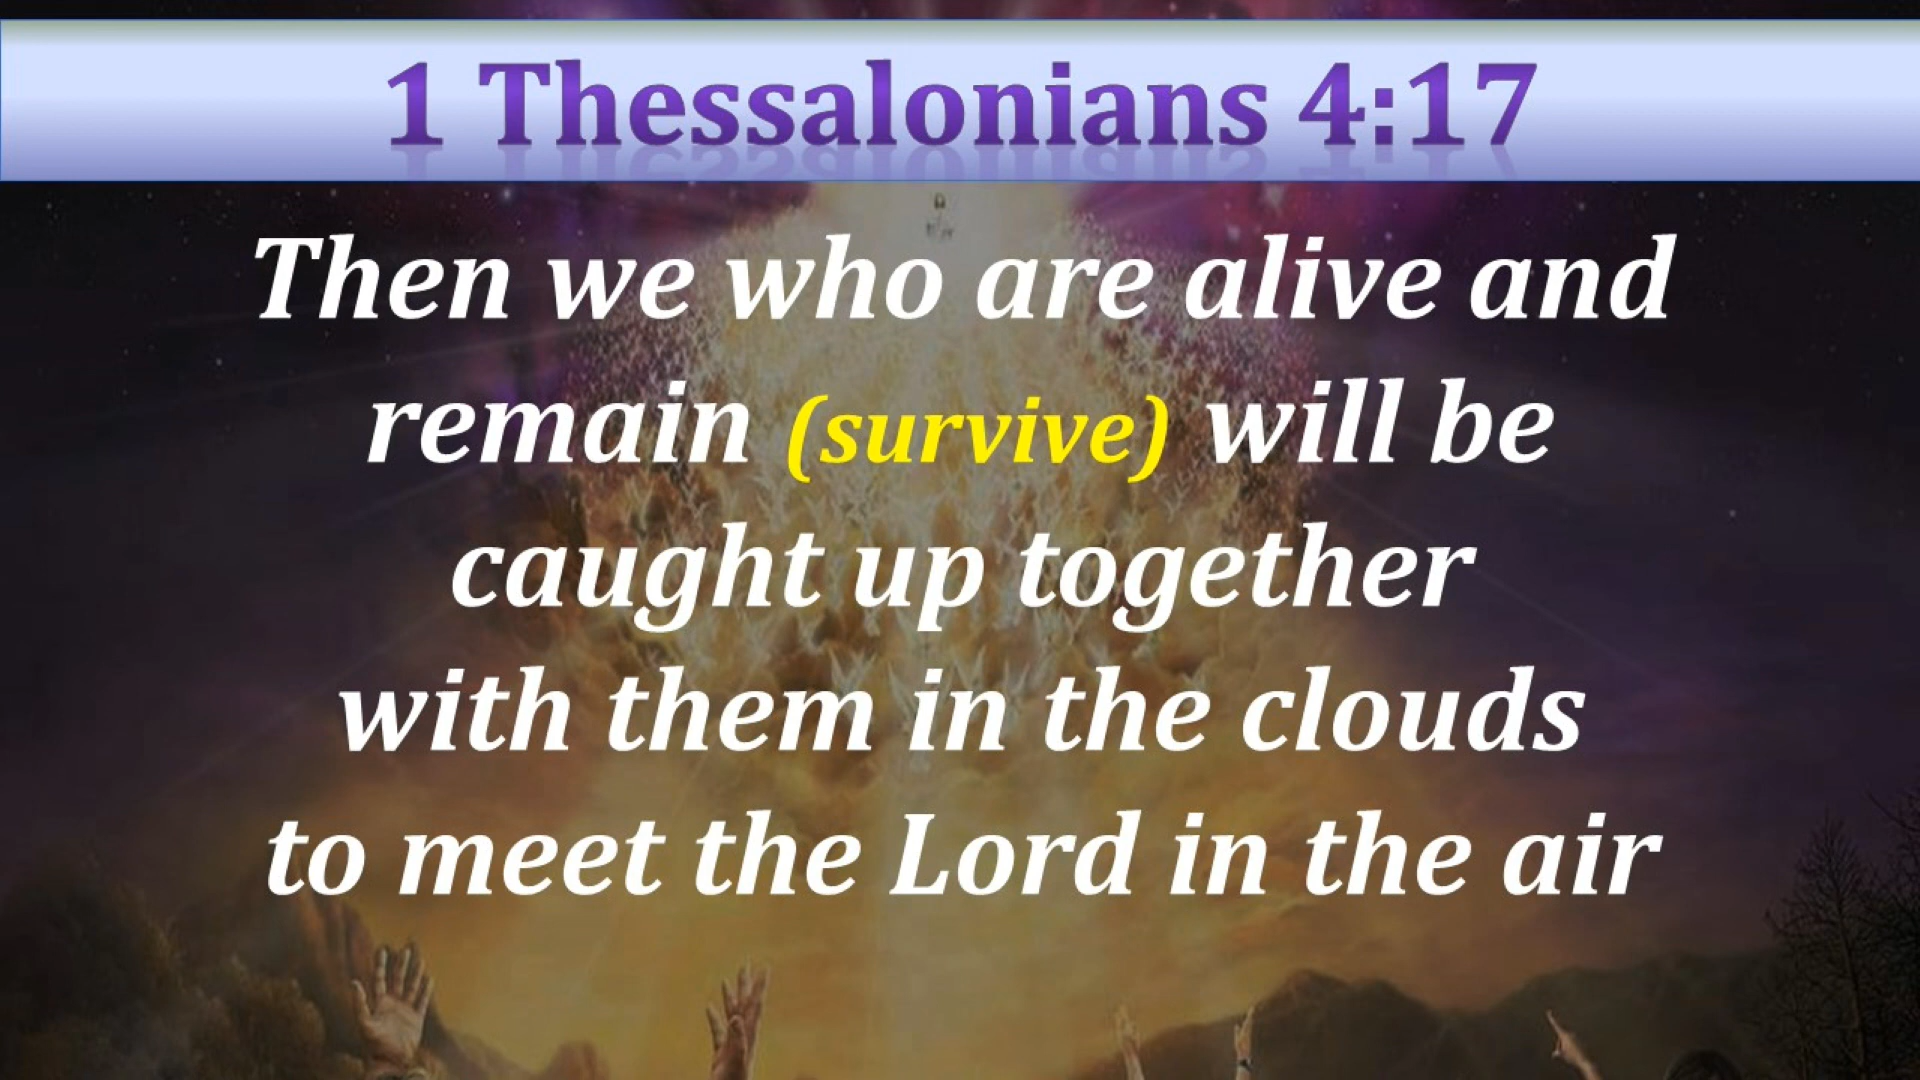 1 Thessalonians 4:17
Then we who are alive and
remain (survive) will be
caught up together
with them in the clouds
to meet the Lord in the air